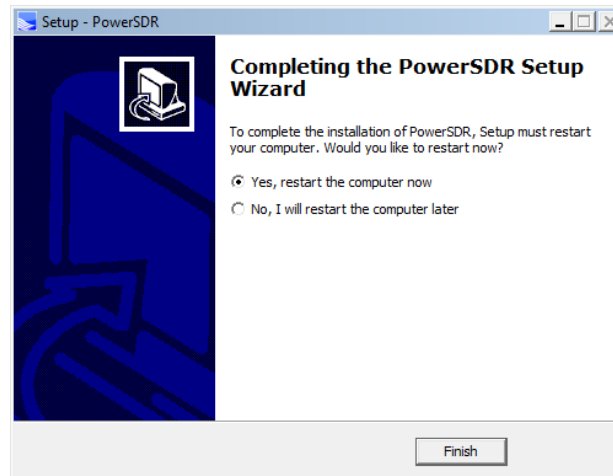 Setup - PowerSDR
Completing the PowerSDR Setup
Wizard
To complete the installation of PowerSDR, Setup must restart
your computer. Would you like to restart now?
Yes, restart the computer now
No, I will restart the computer later
Finish